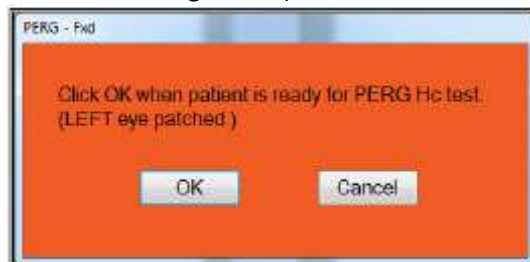 PERG - Fxd
Click OK when patient is ready for PERG Hc test.
(LEFT eye patched.)
OK
Cancel